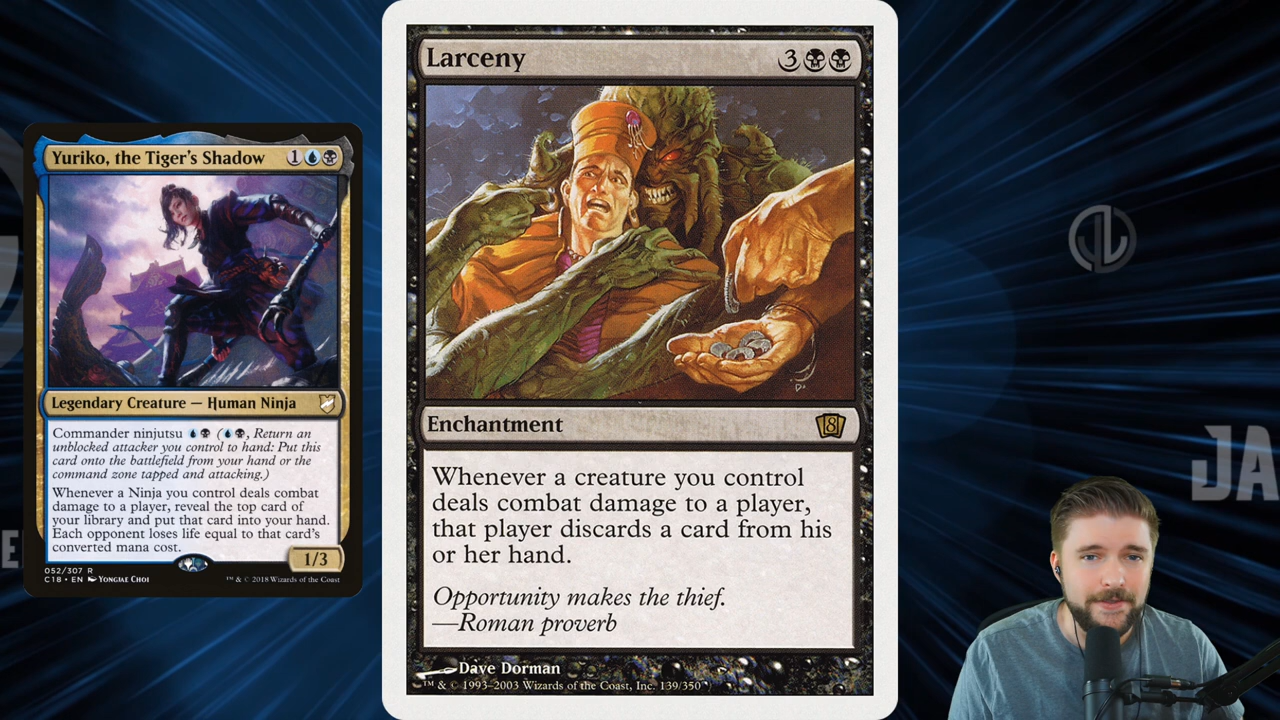 Yuriko, the Tiger's Shadow 1
Legendary Creature — Human Ninja
Commander ninjutsu ( , Return an
unblocked attacker you control to hand: Put this
card onto the battlefield from your hand or the
command zone tapped and attacking.)
Whenever a Ninja you control deals combat
damage to a player, reveal the top card of
your library and put that card into your hand.
Each opponent loses life equal to that card's
converted mana cost.
1/3
052/307 R
C18 • EN Yongjae Choi
™ & © 2018 Wizards of the Coast
Larceny 3
Enchantment 8
Whenever a creature you control
deals combat damage to a player,
that player discards a card from his
or her hand.
Opportunity makes the thief.
—Roman proverb
Dave Dorman
™ & © 1993–2003 Wizards of the Coast, Inc. 139/350
E
JA